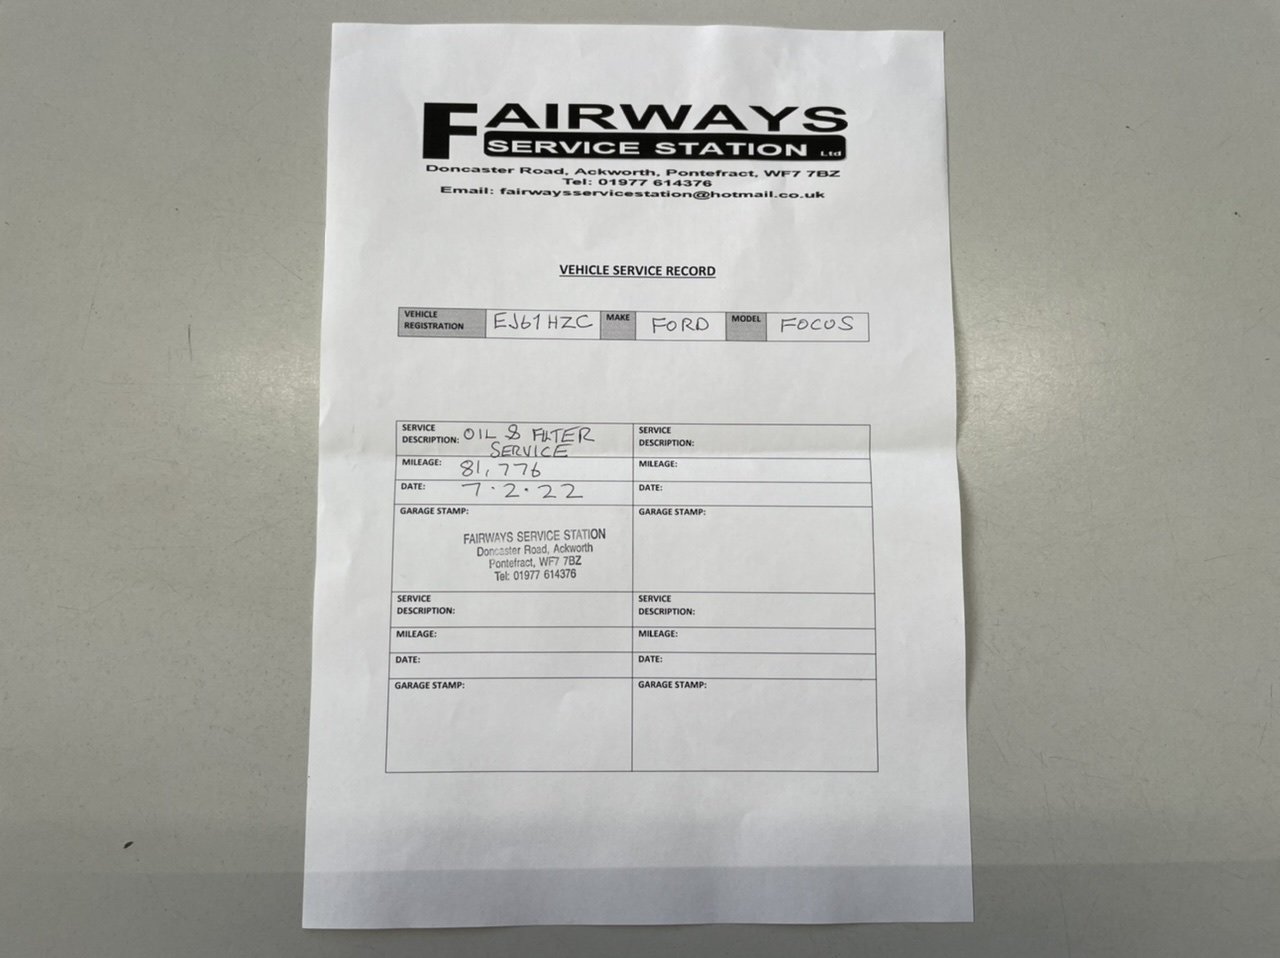 FAIRWAYS
SERVICE STATION Ltd
Doncaster Road, Ackworth, Pontefract, WF7 7BZ
Tel: 01977 614376
Email: fairwaysservicestation@hotmail.co.uk
VEHICLE SERVICE RECORD
VEHICLE REGISTRATION EJ61 HZC MAKE FORD MODEL FOCUS
SERVICE
DESCRIPTION: OIL & FILTER
SERVICE
MILEAGE: 81,776
DATE: 7.2.22
GARAGE STAMP:
FAIRWAYS SERVICE STATION
Doncaster Road, Ackworth
Pontefract, WF7 7BZ
Tel: 01977 614376
SERVICE
DESCRIPTION:
MILEAGE:
DATE:
GARAGE STAMP:
SERVICE
DESCRIPTION:
MILEAGE:
DATE:
GARAGE STAMP:
SERVICE
DESCRIPTION:
MILEAGE:
DATE:
GARAGE STAMP: